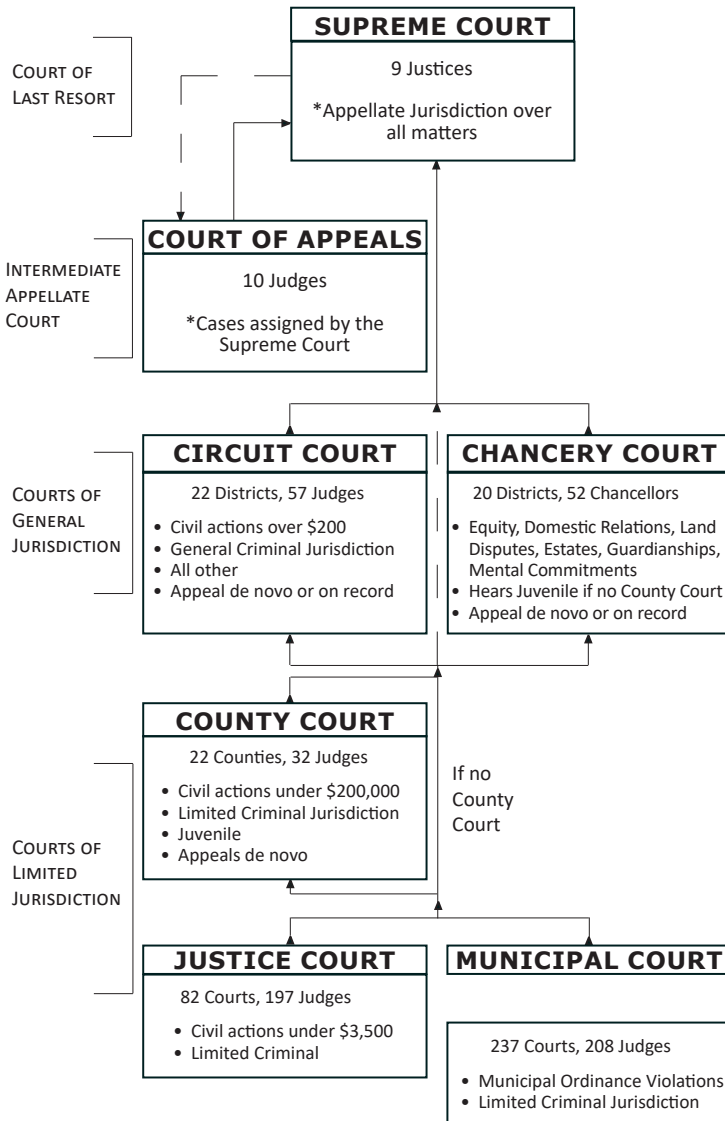 SUPREME COURT
9 Justices
*Appellate Jurisdiction over
all matters
COURT OF
LAST RESORT
COURT OF APPEALS
10 Judges
*Cases assigned by the
Supreme Court
INTERMEDIATE
APPELLATE
COURT
CIRCUIT COURT
22 Districts, 57 Judges
• Civil actions over $200
• General Criminal Jurisdiction
• All other
• Appeal de novo or on record
CHANCERY COURT
20 Districts, 52 Chancellors
• Equity, Domestic Relations, Land
Disputes, Estates, Guardianships,
Mental Commitments
• Hears Juvenile if no County Court
• Appeal de novo or on record
COURTS OF
GENERAL
JURISDICTION
COUNTY COURT
22 Counties, 32 Judges
• Civil actions under $200,000
• Limited Criminal Jurisdiction
• Juvenile
• Appeals de novo
If no
County
Court
COURTS OF
LIMITED
JURISDICTION
JUSTICE COURT
82 Courts, 197 Judges
• Civil actions under $3,500
• Limited Criminal
MUNICIPAL COURT
237 Courts, 208 Judges
• Municipal Ordinance Violations
• Limited Criminal Jurisdiction